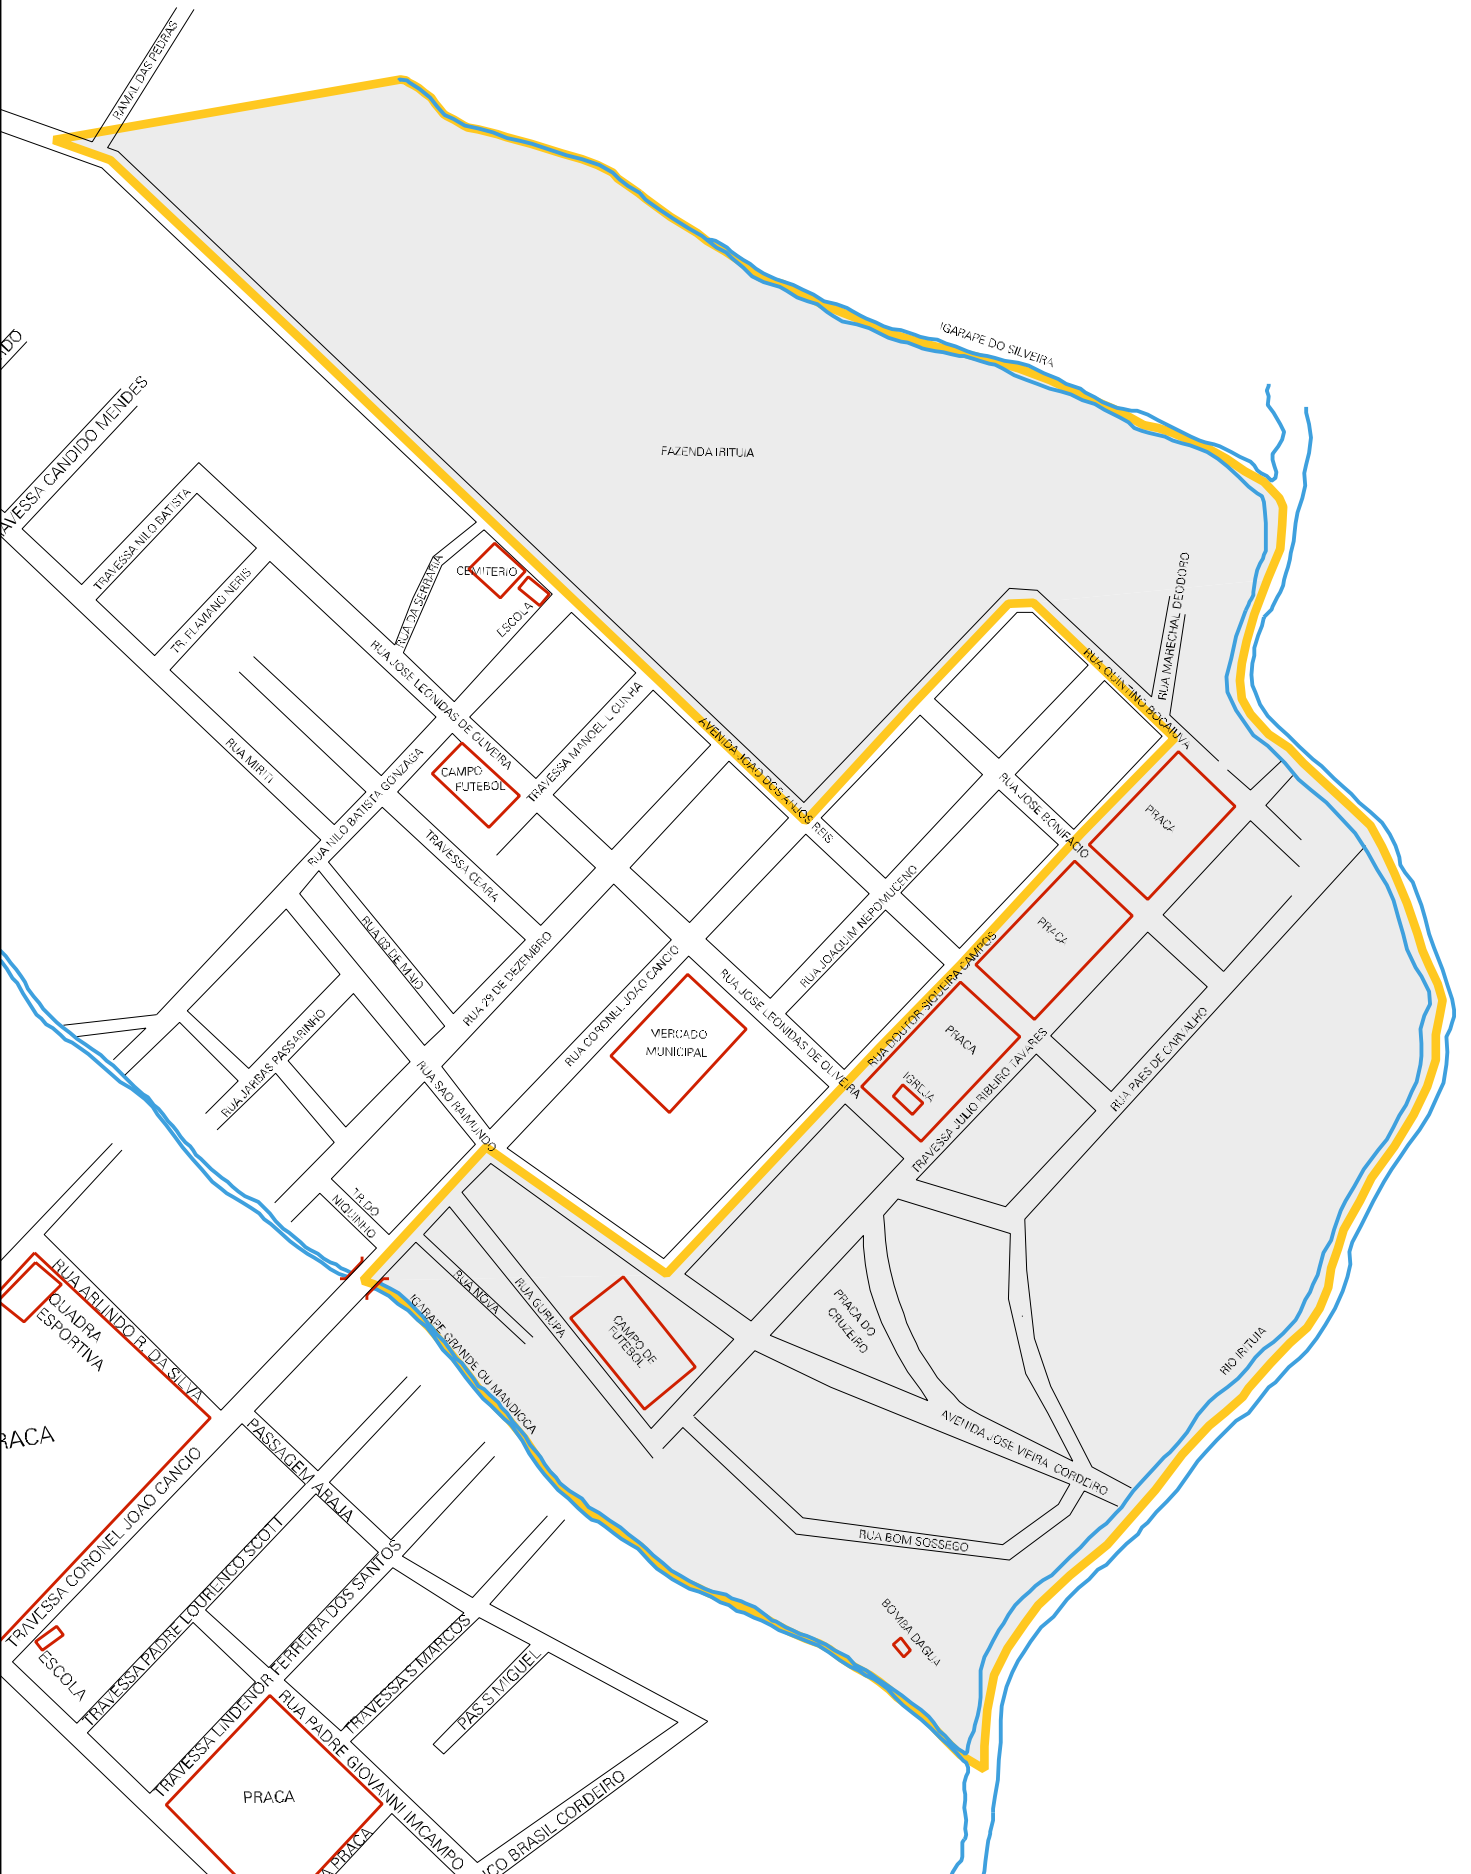 RAMAL DAS PEDRAS
IGARAPE DO SILVEIRA
FAZENDA IRITUIA
TRAVESSA NILO BATISTA
TR. FLAVIANO NERIS
RUA DA SERRARIA
CEMITERIO
ESCOLA
RUA MARECHAL DEODORO
RUA QUINTINO BOCAIUVA
RUA JOSE LEONIDAS DE OLIVEIRA
TRAVESSA MANOEL L CUNHA
AVENIDA JOAO DOS ANJOS REIS
RUA MIRITI
RUA NILO BATISTA GONZAGA
CAMPO
FUTEBOL
RUA JOSE BONIFACIO
PRACA
TRAVESSA CEARA
RUA 03 DE MAIO
RUA 29 DE DEZEMBRO
RUA JOAQUIM NEPOMUCENO
PRACA
RUA CORONEL JOAO CANCIO
RUA JOSE LEONIDAS DE OLIVEIRA
RUA DOUTOR SIQUEIRA CAMPOS
MERCADO
MUNICIPAL
PRACA
IGREJA
RUA JARBAS PASSARINHO
RUA SAO RAIMUNDO
TRAVESSA JULIO RIBEIRO TAVARES
RUA PAES DE CARVALHO
TR. DO
NIQUINHO
RUA NOVA
RUA GURUPA
CAMPO DE
FUTEBOL
PRACA DO
CRUZEIRO
IGARAPE GRANDE OU MANDIOCA
RUA ARLINDO R. DA SILVA
QUADRA
ESPORTIVA
RIO IRITUIA
AVENIDA JOSE VIEIRA CORDEIRO
PASSAGEM ARAJA
TRAVESSA CORONEL JOAO CANCIO
RUA BOM SOSSEGO
TRAVESSA PADRE LOURENCO SCOTT
TRAVESSA LINDENOR FERREIRA DOS SANTOS
BOMBA DAGUA
ESCOLA
TRAVESSA S MARCOS
PAS S MIGUEL
RUA PADRE GIOVANNI IMCAMPO
PRACA
BRASIL CORDEIRO
PRACA